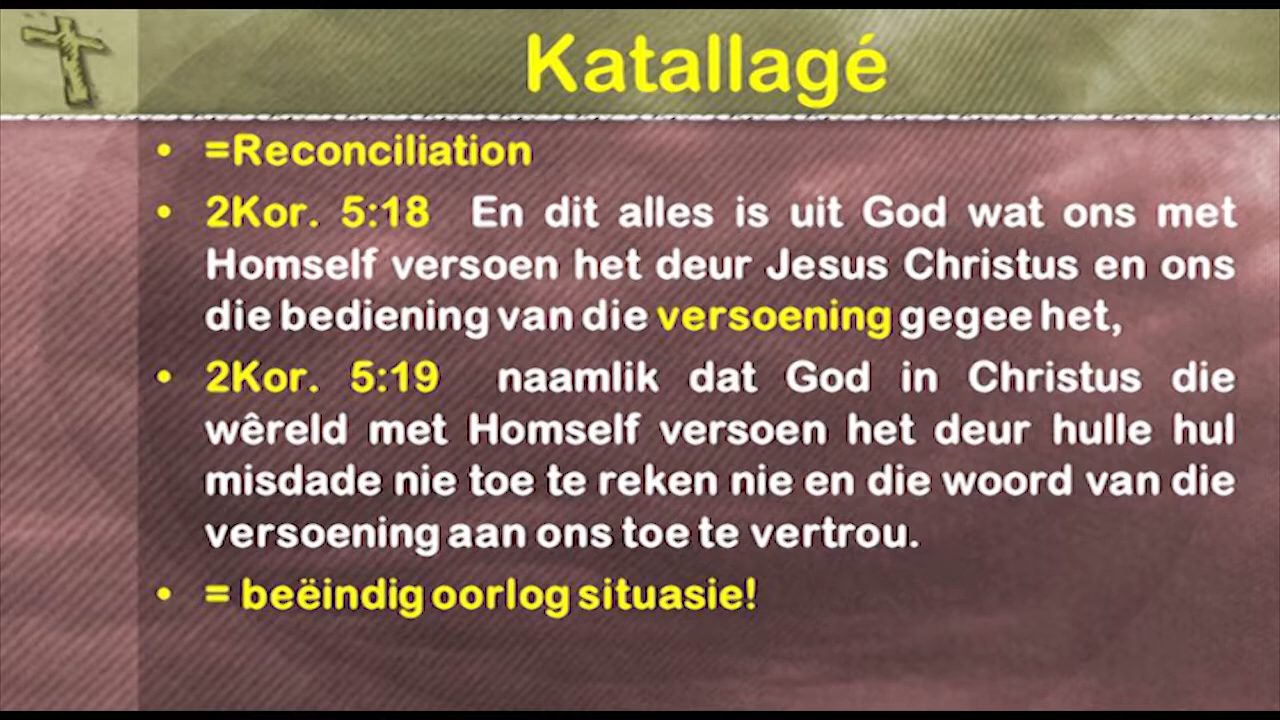 Katallagé
• =Reconciliation
• 2Kor. 5:18 En dit alles is uit God wat ons met
Homself versoen het deur Jesus Christus en ons
die bediening van die versoening gegee het,
• 2Kor. 5:19 naamlik dat God in Christus die
wêreld met Homself versoen het deur hulle hul
misdade nie toe te reken nie en die woord van die
versoening aan ons toe te vertrou.
• = beëindig oorlog situasie!